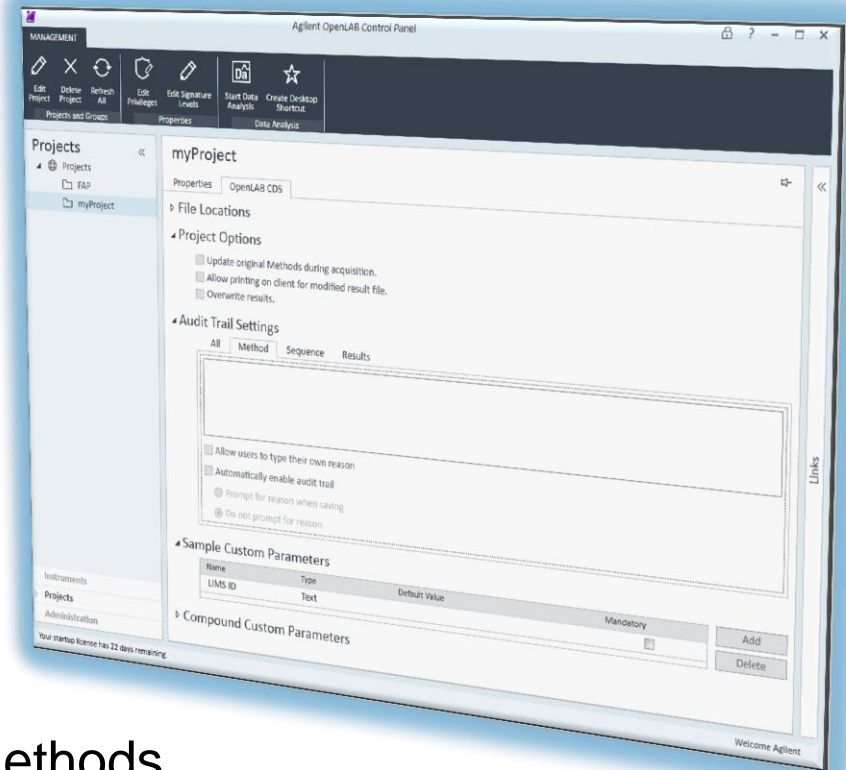 Agilent OpenLAB Control Panel
MANAGEMENT
Edit Project
Delete Project
Refresh All
Edit Privileges
Edit Signature Levels
Start Data Analysis
Create Desktop Shortcut
Projects and Groups
Properties
Data Analysis
Projects
Projects
FAP
myProject
Instruments
Projects
Administration
myProject
Properties OpenLAB CDS
File Locations
Project Options
Update original Methods during acquisition.
Allow printing on client for modified result file.
Overwrite results.
Audit Trail Settings
All Method Sequence Results
Allow users to type their own reason
Automatically enable audit trail
Prompt for reason when saving
Do not prompt for reason
Sample Custom Parameters
Name Type Default Value Mandatory
LIMS ID Text
Add
Delete
Compound Custom Parameters
Links
Your startup license has 22 days remaining.
Welcome Agilent
ethods